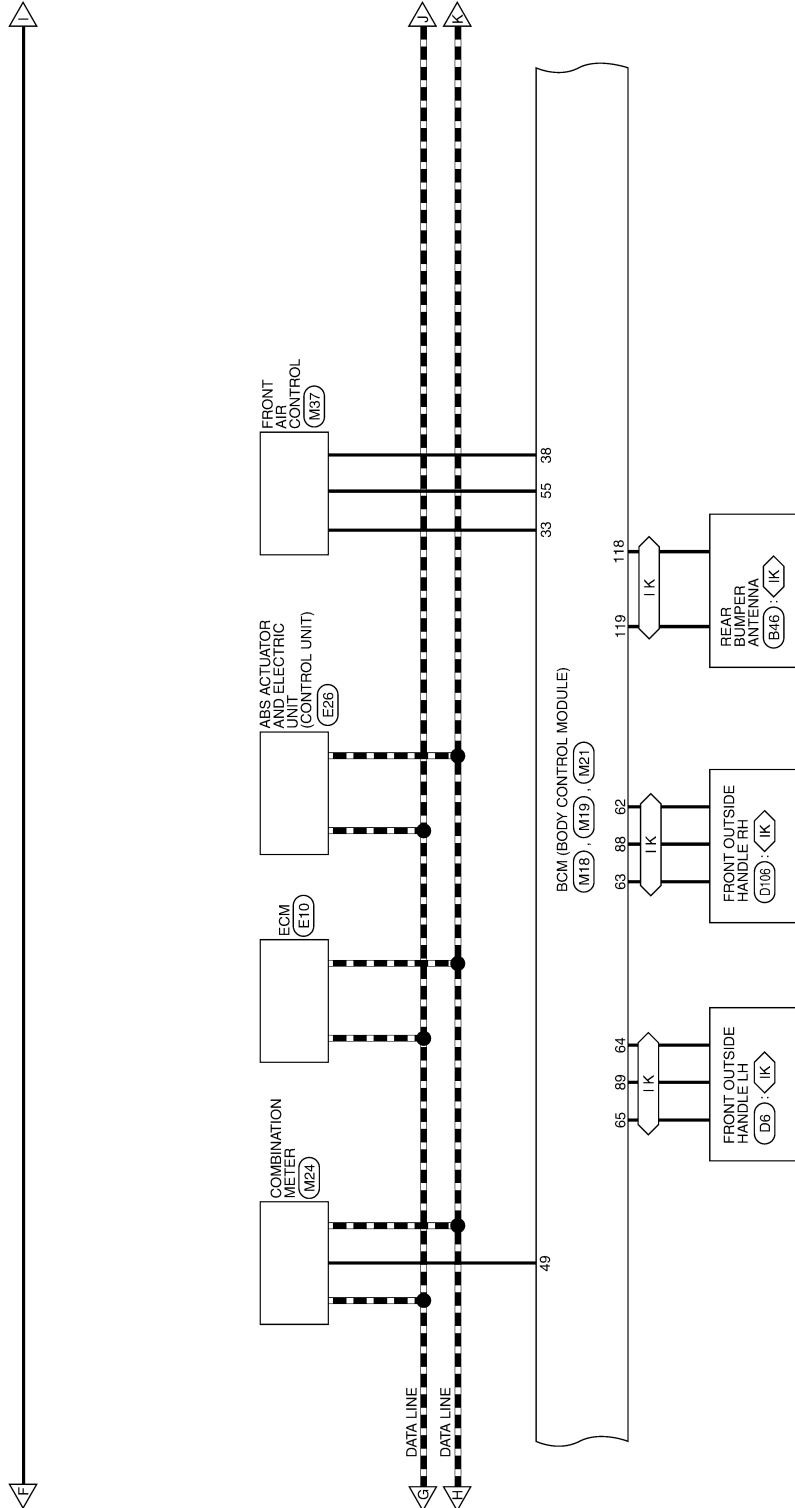 F
I
COMBINATION
METER
M24
ECM
E10
ABS ACTUATOR
AND ELECTRIC
UNIT
(CONTROL UNIT)
E26
FRONT
AIR
CONTROL
M37
DATA LINE
G
J
DATA LINE
H
K
49
33
55
38
BCM (BODY CONTROL MODULE)
M18 , M19 , M21
65
89
64
IK
63
88
62
IK
119
118
IK
FRONT OUTSIDE
HANDLE LH
D6 : IK
FRONT OUTSIDE
HANDLE RH
D106 : IK
REAR
BUMPER
ANTENNA
B46 : IK